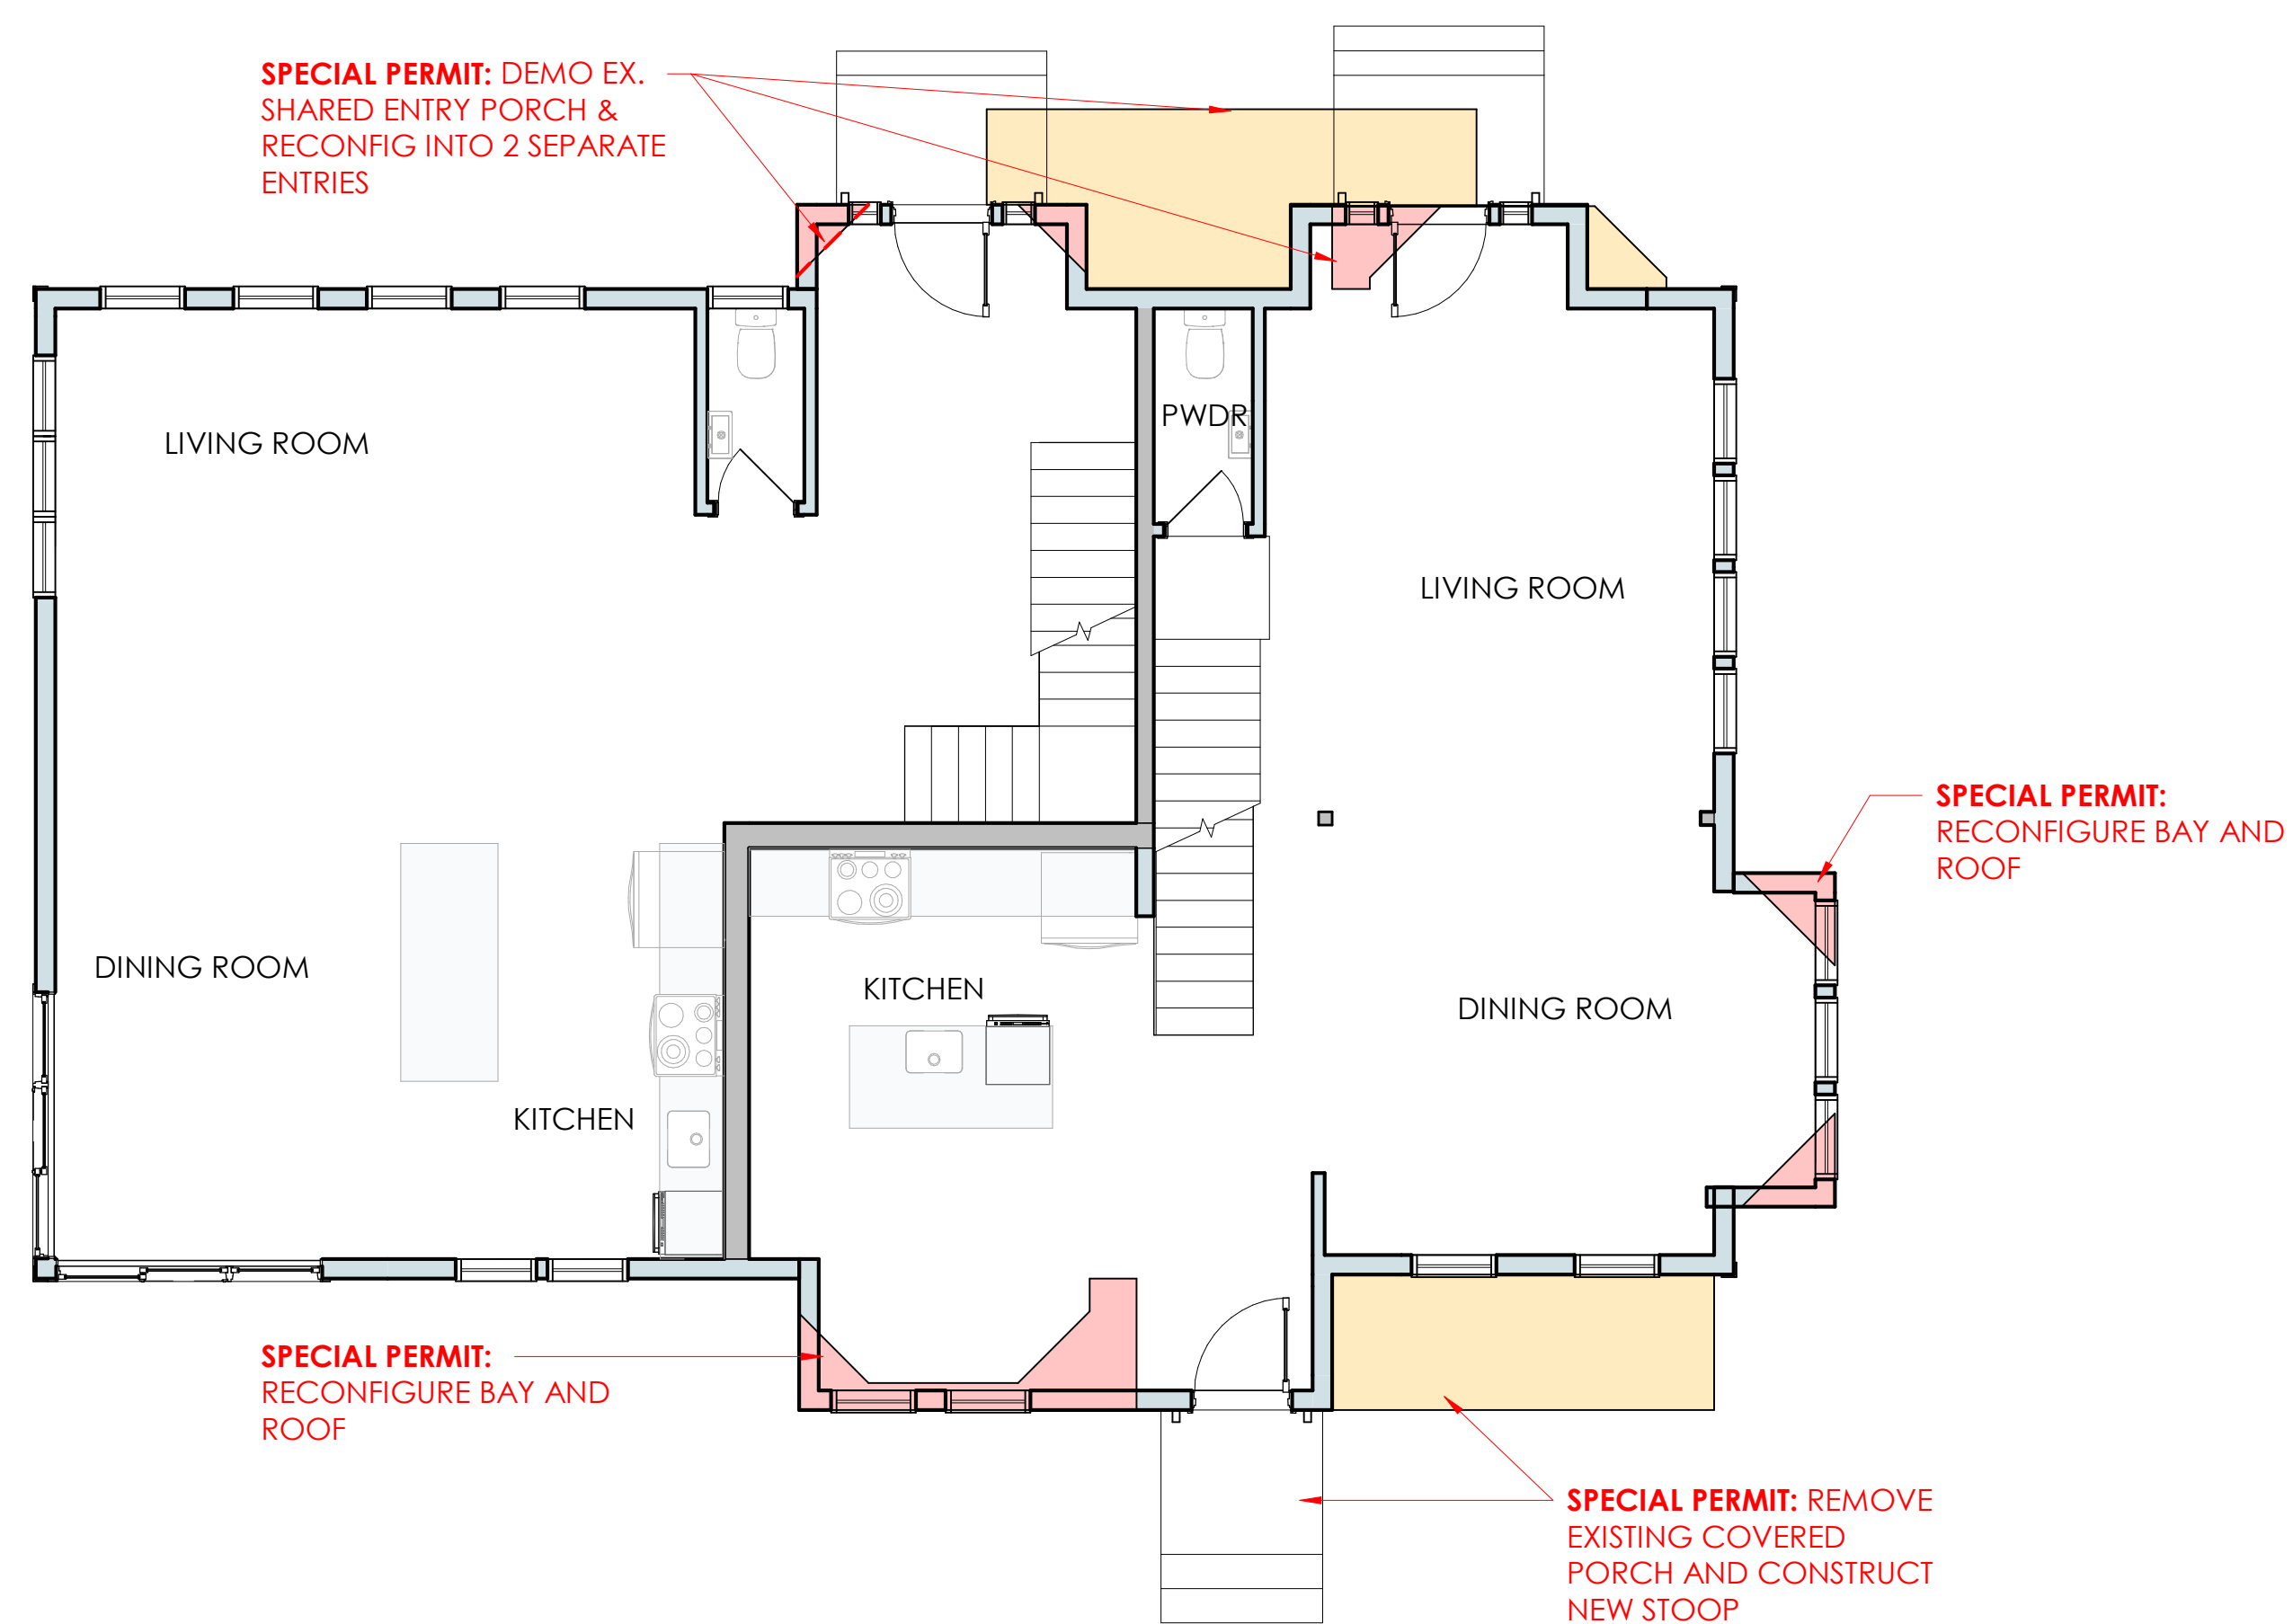 SPECIAL PERMIT: DEMO EX.
SHARED ENTRY PORCH &
RECONFIG INTO 2 SEPARATE
ENTRIES
LIVING ROOM
PWDR
LIVING ROOM
SPECIAL PERMIT:
RECONFIGURE BAY AND
ROOF
DINING ROOM
KITCHEN
DINING ROOM
KITCHEN
SPECIAL PERMIT:
RECONFIGURE BAY AND
ROOF
SPECIAL PERMIT: REMOVE
EXISTING COVERED
PORCH AND CONSTRUCT
NEW STOOP